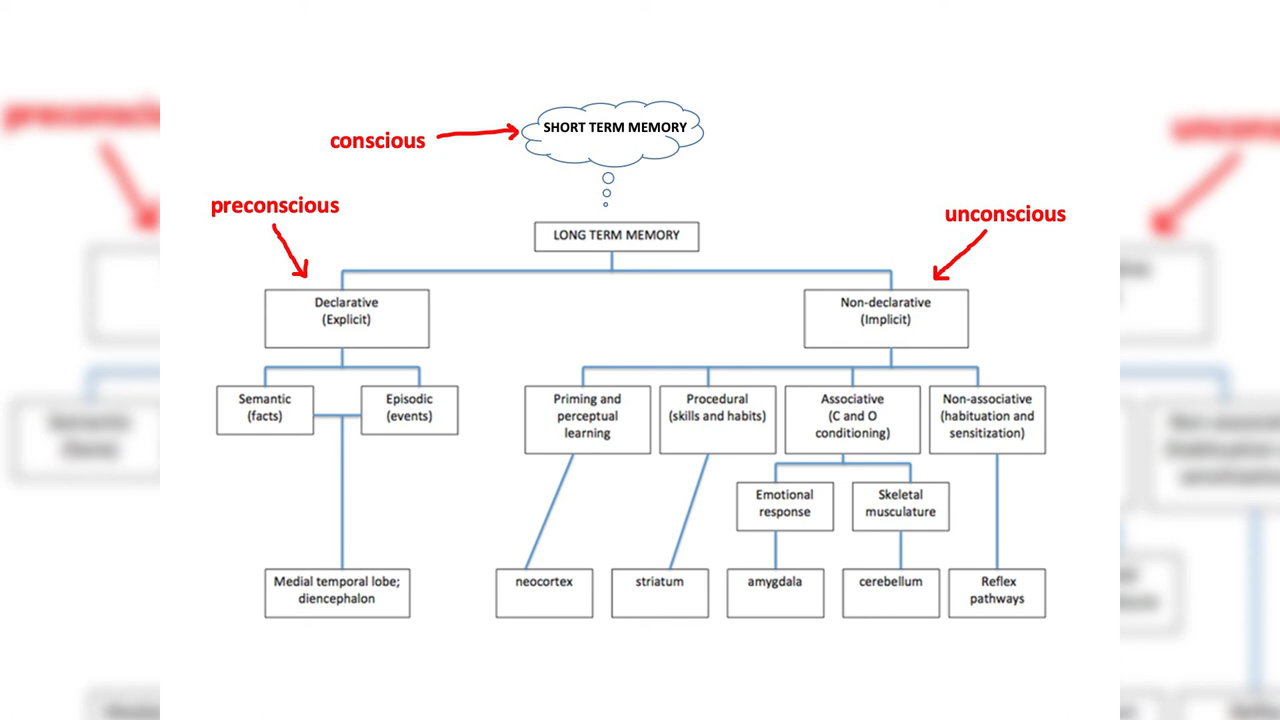 SHORT TERM MEMORY
conscious
preconscious
unconscious
LONG TERM MEMORY
Declarative
(Explicit)
Non-declarative
(Implicit)
Semantic
(facts)
Episodic
(events)
Priming and
perceptual
learning
Procedural
(skills and habits)
Associative
(C and O
conditioning)
Non-associative
(habituation and
sensitization)
Emotional
response
Skeletal
musculature
Medial temporal lobe;
diencephalon
neocortex
striatum
amygdala
cerebellum
Reflex
pathways